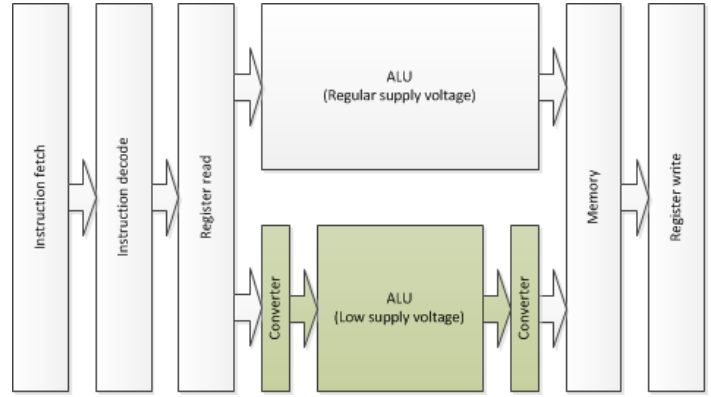 Instruction fetch
Instruction decode
Register read
ALU
(Regular supply voltage)
Converter
ALU
(Low supply voltage)
Converter
Memory
Register write